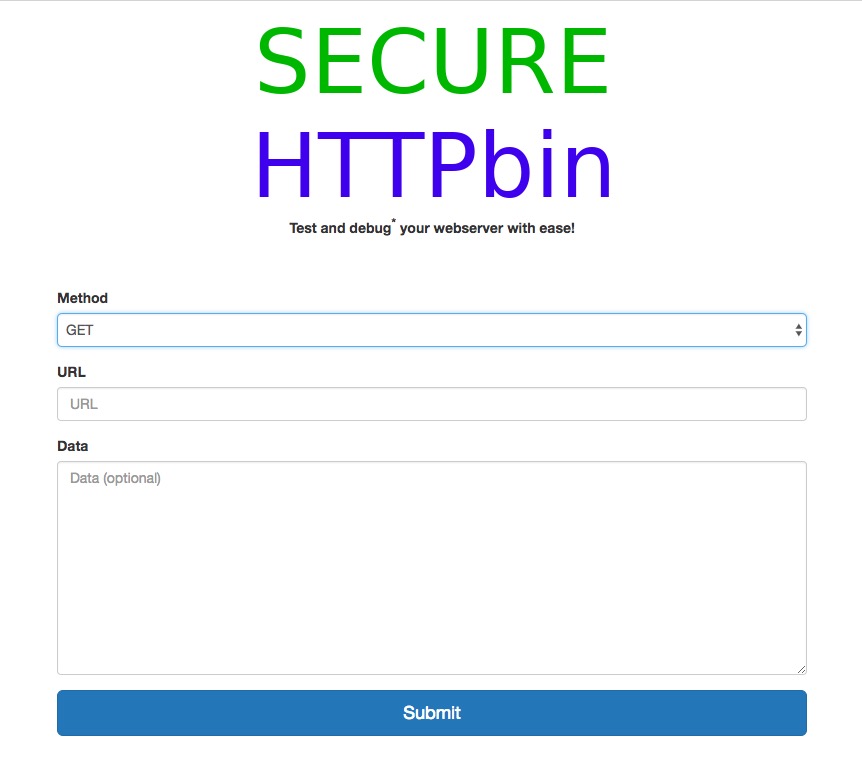 SECURE
HTTPbin
Test and debug* your webserver with ease!
Method
GET
URL
URL
Data
Data (optional)
Submit